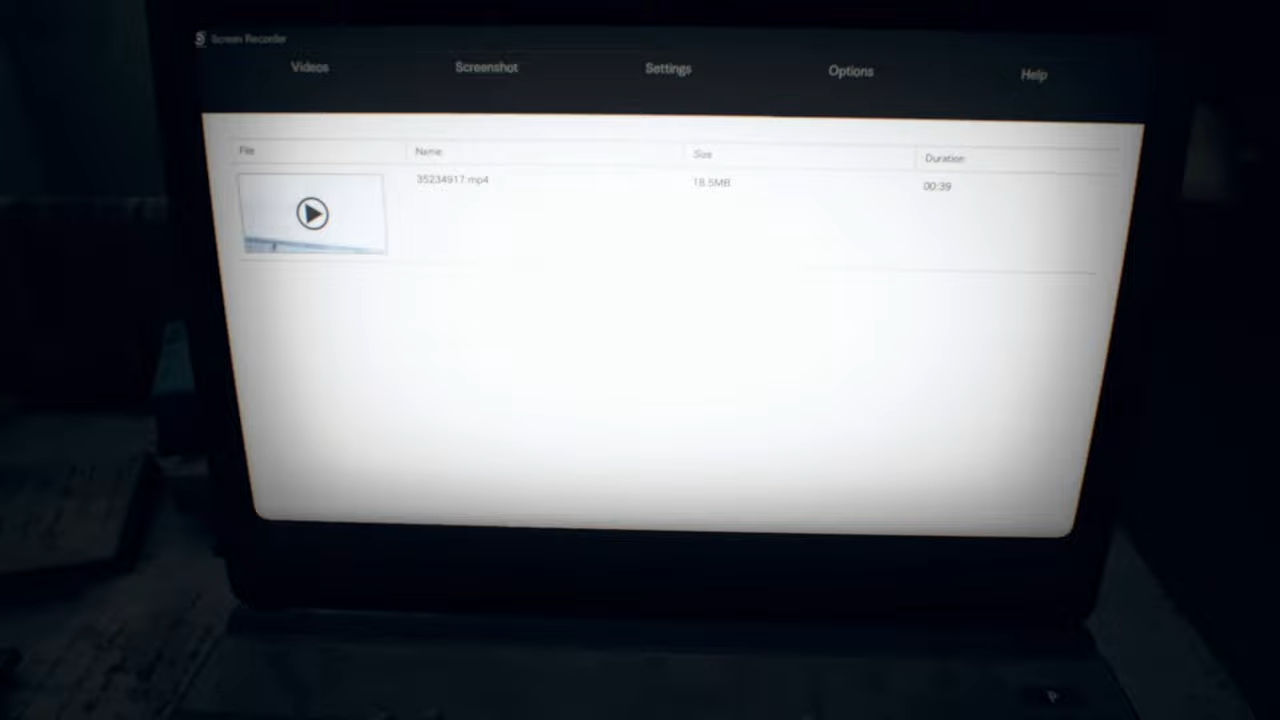 Screen Recorder
Videos Screenshot Settings Options Help
File Name Size Duration
35234917.mp4 18.5MB 00:39